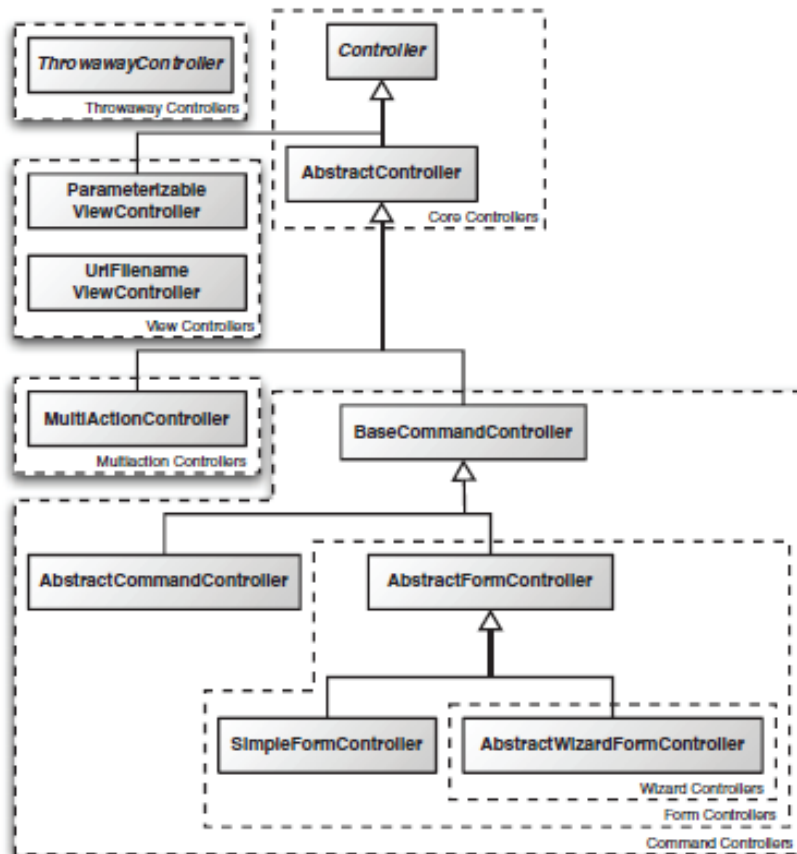 Controller
ThrowawayController
Throwaway Controllers
AbstractController
Core Controllers
Parameterizable
ViewController
UrlFilename
ViewController
View Controllers
MultiActionController
Multiaction Controllers
BaseCommandController
AbstractCommandController
AbstractFormController
SimpleFormController
AbstractWizardFormController
Wizard Controllers
Form Controllers
Command Controllers